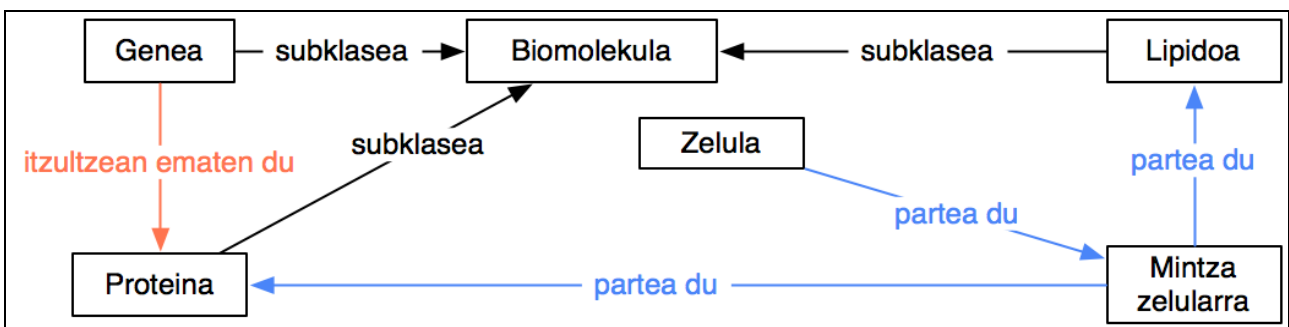 Genea
subklasea
Biomolekula
subklasea
Lipidoa
subklasea
Zelula
itzultzean ematen du
partea du
partea du
Proteina
partea du
Mintza
zelularra